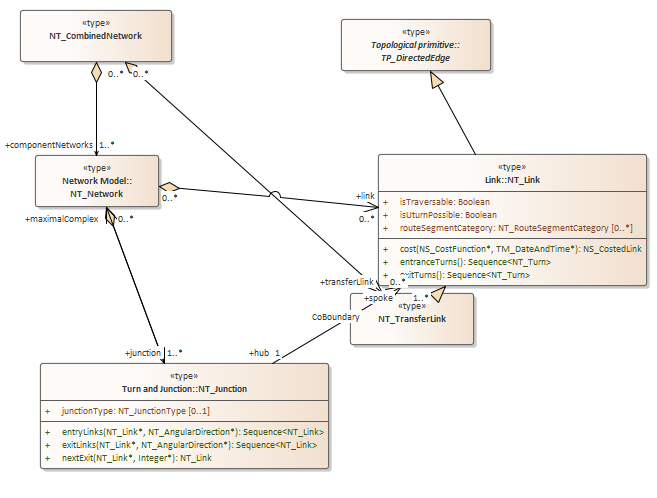 «type»
NT_CombinedNetwork
0..*
0..*
«type»
Topological primitive::
TP_DirectedEdge
+componentNetworks
1..*
«type»
Network Model::
NT_Network
0..*
+maximalComplex
0..*
+link
0..*
«type»
Link::NT_Link
+ isTraversable: Boolean
+ isUturnPossible: Boolean
+ routeSegmentCategory: NT_RouteSegmentCategory [0..*]
+ cost(NS_CostFunction*, TM_DateAndTime*): NS_CostedLink
+ entranceTurns(): Sequence<NT_Turn>
+ exitTurns(): Sequence<NT_Turn>
+transferLlink
0..*
+spoke
1..*
«type»
NT_TransferLink
CoBoundary
+hub
1
+junction
1..*
«type»
Turn and Junction::NT_Junction
+ junctionType: NT_JunctionType [0..1]
+ entryLinks(NT_Link*, NT_AngularDirection*): Sequence<NT_Link>
+ exitLinks(NT_Link*, NT_AngularDirection*): Sequence<NT_Link>
+ nextExit(NT_Link*, Integer*): NT_Link